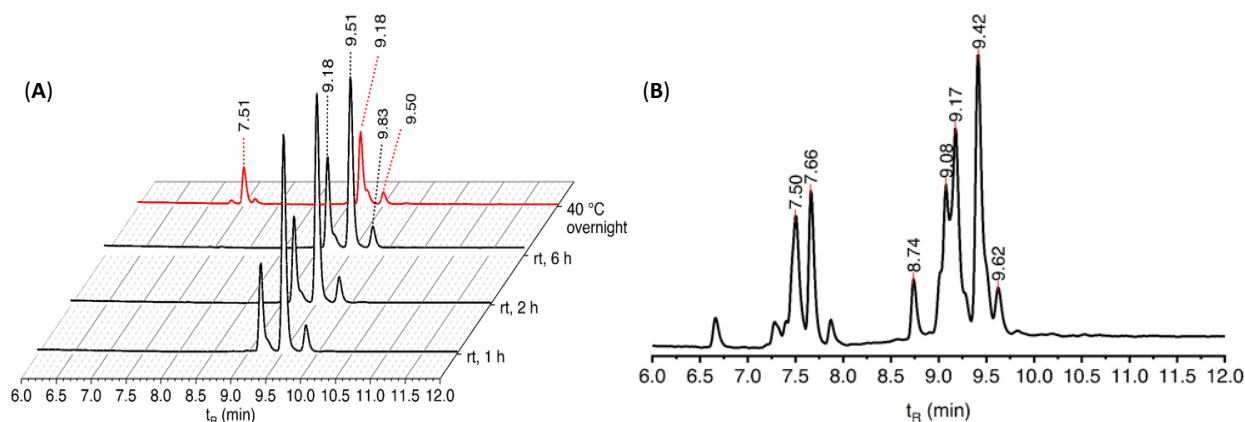 (A)
7.51
9.18
9.51
9.18
9.83
9.50
40 °C
overnight
rt, 6 h
rt, 2 h
rt, 1 h
6.0 6.5 7.0 7.5 8.0 8.5 9.0 9.5 10.0 10.5 11.0 11.5 12.0
tR (min)
(B)
7.50
7.66
8.74
9.08
9.17
9.42
9.62
6.0 6.5 7.0 7.5 8.0 8.5 9.0 9.5 10.0 10.5 11.0 11.5 12.0
tR (min)